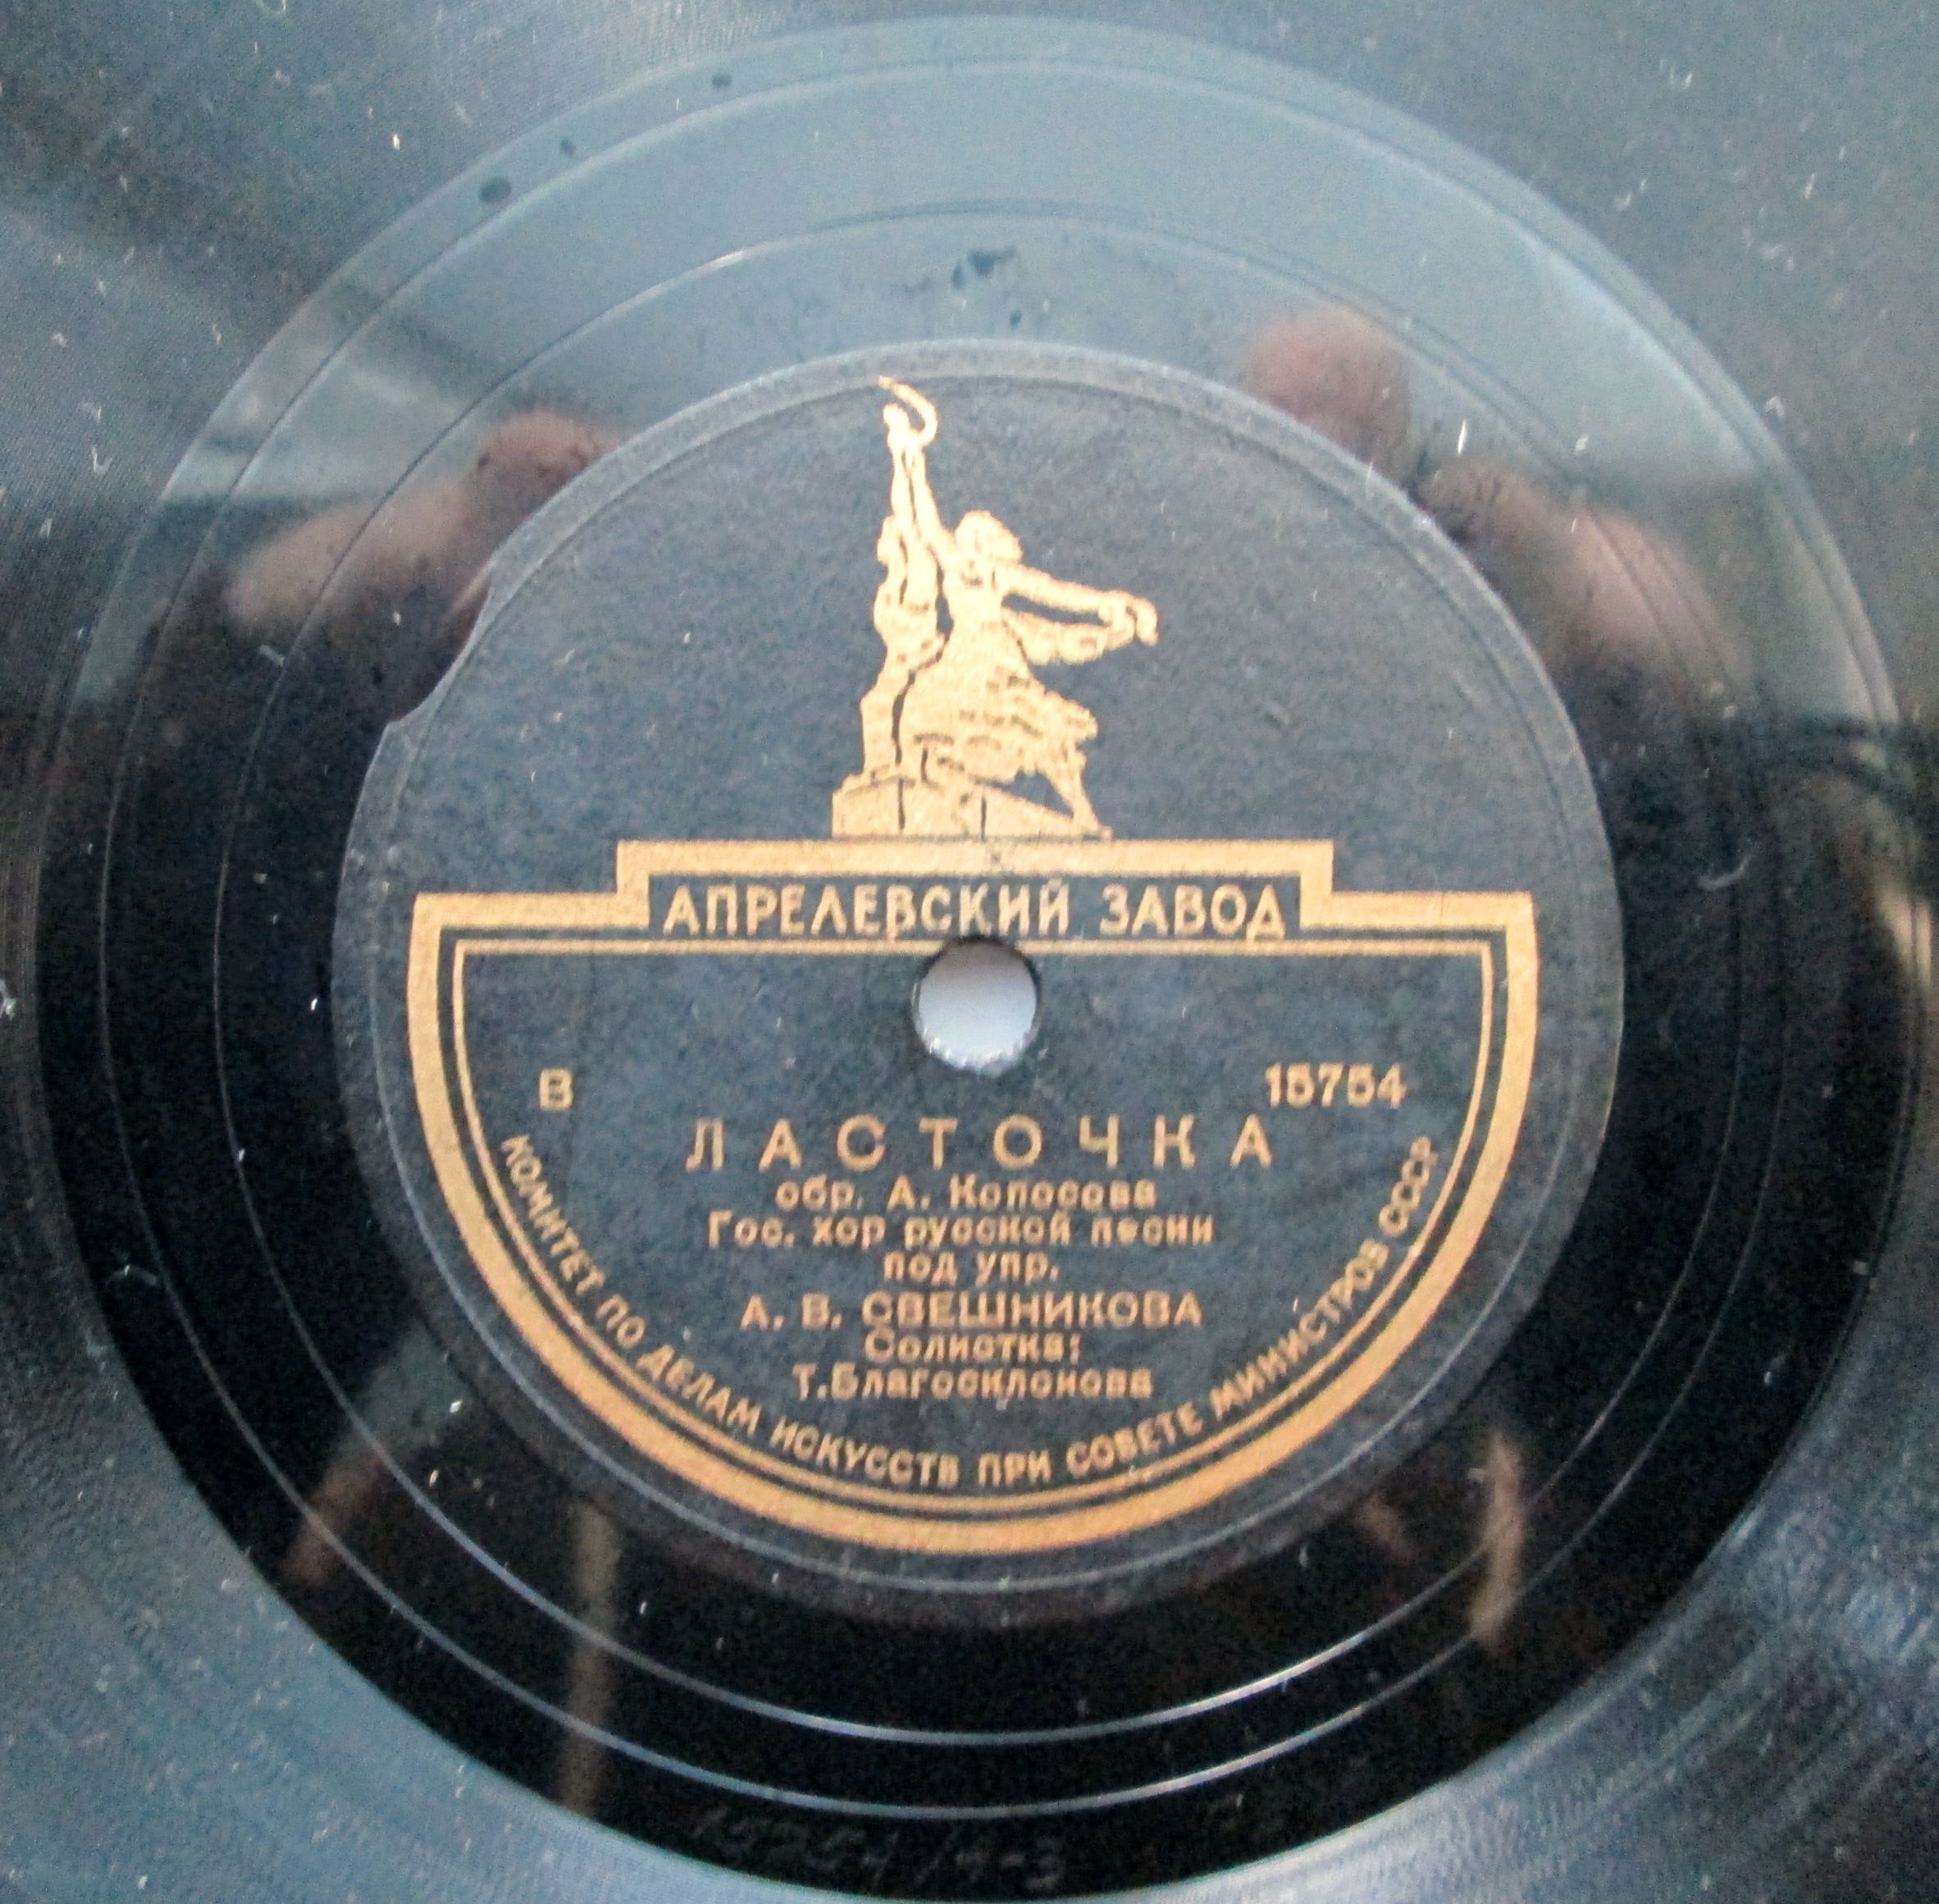 АПРЕЛЕВСКИЙ ЗАВОД
В 15754
ЛАСТОЧКА
обр. А. Копосова
Гос. хор русской песни
под упр.
А. В. СВЕШНИКОВА
Солистка:
Т.Благосклонова
КОМИТЕТ ПО ДЕЛАМ ИСКУССТВ ПРИ СОВЕТЕ МИНИСТРОВ СССР